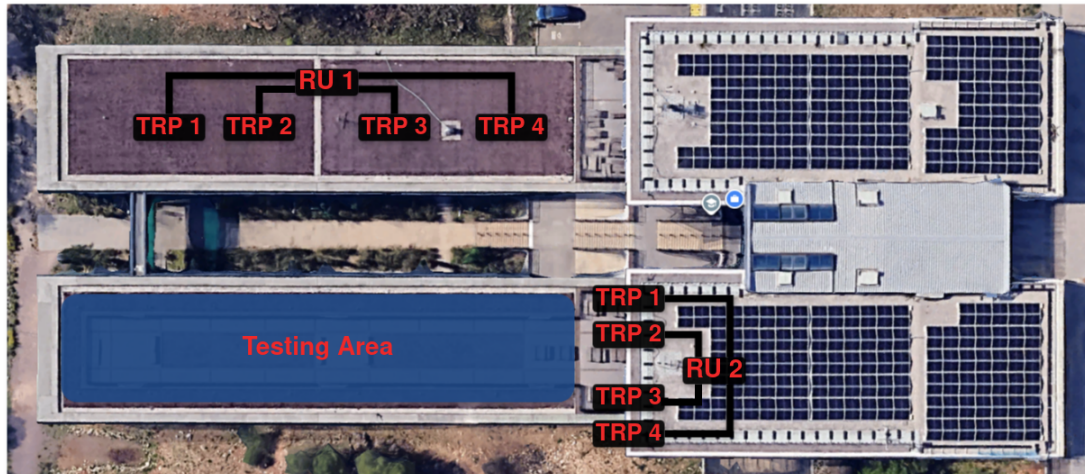 RU 1
TRP 1 TRP 2 TRP 3 TRP 4
TRP 1
TRP 2
Testing Area
RU 2
TRP 3
TRP 4